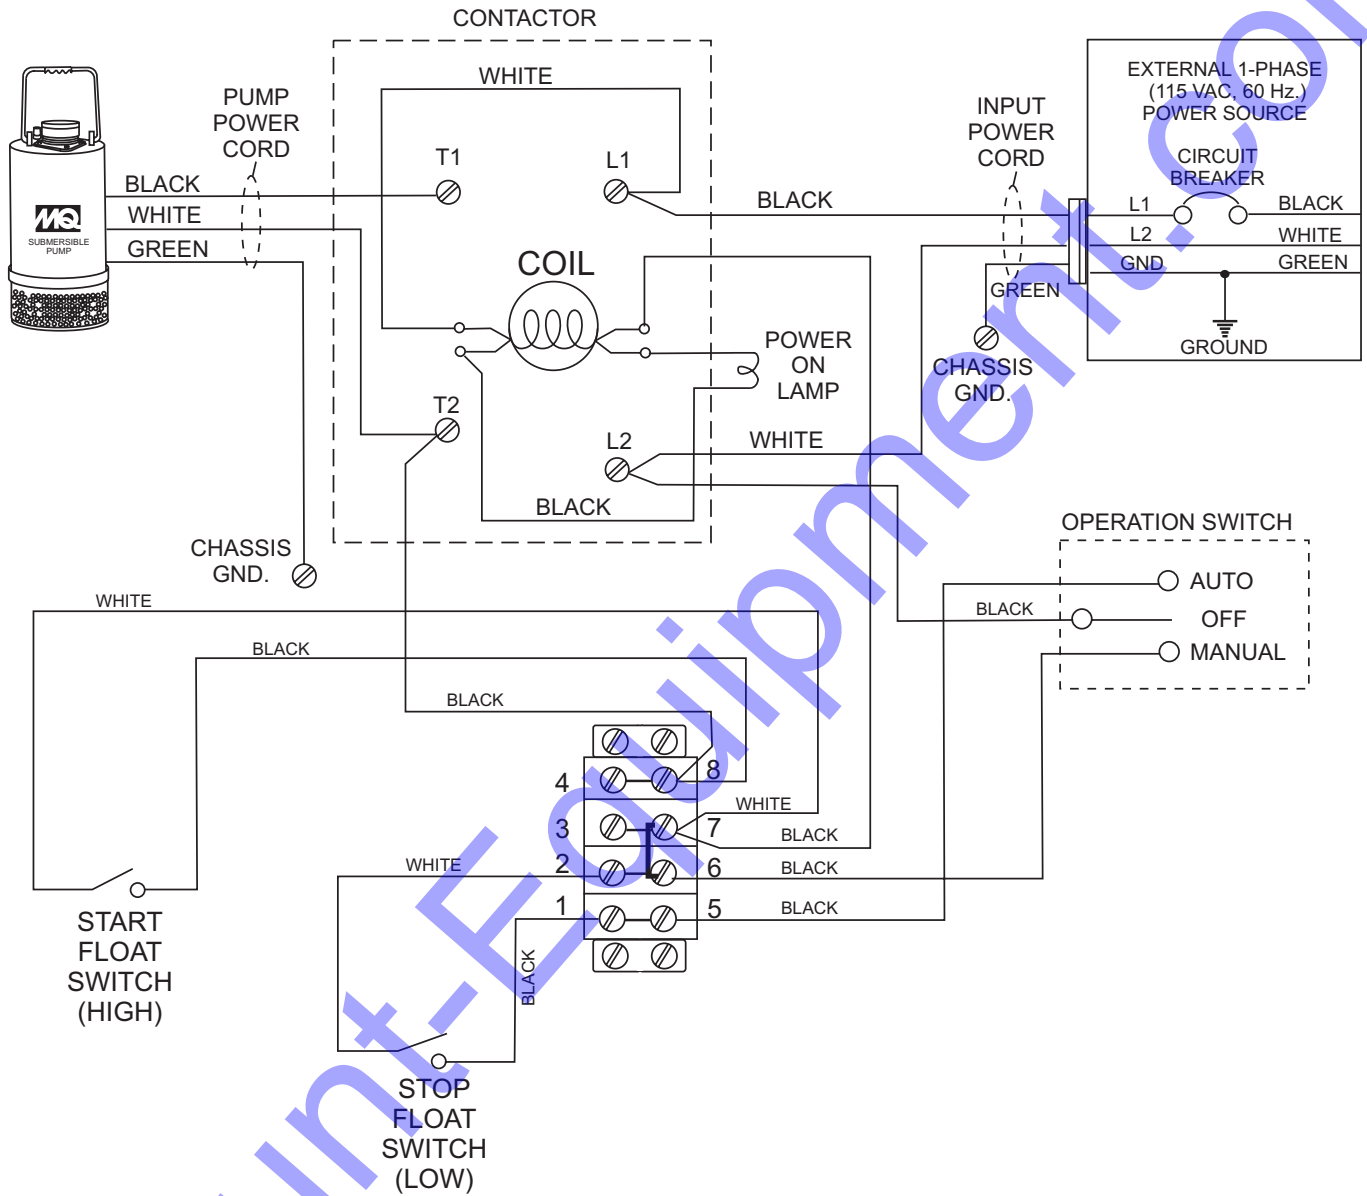 CONTACTOR
WHITE
PUMP
POWER
CORD
T1
L1
BLACK
WHITE
GREEN
MQ
SUBMERSIBLE
PUMP
BLACK
INPUT
POWER
CORD
EXTERNAL 1-PHASE
(115 VAC, 60 Hz.)
POWER SOURCE
CIRCUIT
BREAKER
L1
BLACK
L2
WHITE
GND
GREEN
GREEN
GROUND
CHASSIS
GND.
COIL
POWER
ON
LAMP
T2
L2
WHITE
BLACK
CHASSIS
GND.
OPERATION SWITCH
AUTO
OFF
MANUAL
BLACK
WHITE
BLACK
BLACK
4
8
3
7
2
6
1
5
WHITE
BLACK
BLACK
BLACK
WHITE
BLACK
START
FLOAT
SWITCH
(HIGH)
STOP
FLOAT
SWITCH
(LOW)
unt-Equipment.co